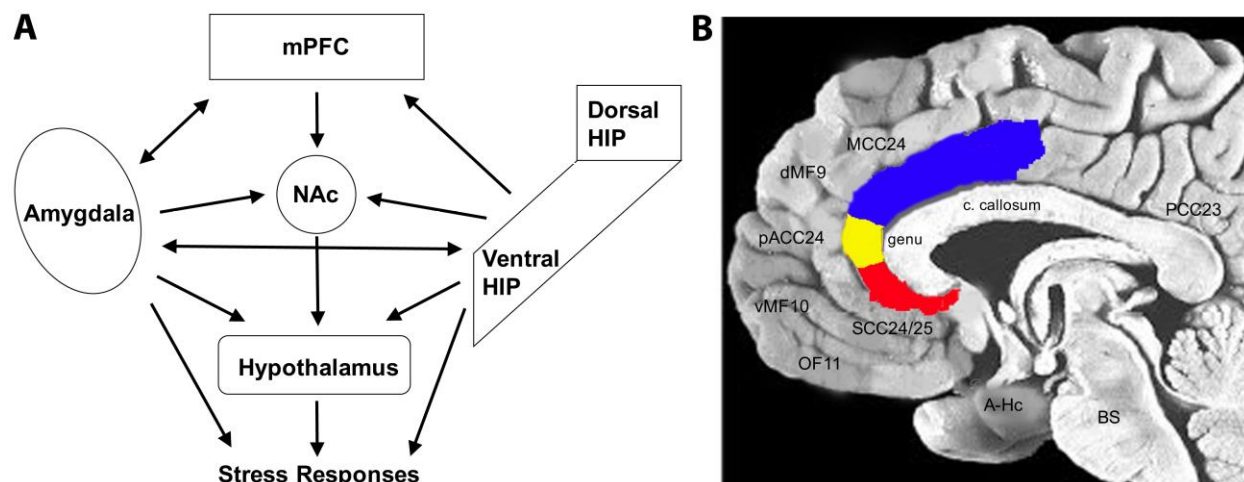 A
mPFC
Dorsal
HIP
Amygdala
NAc
Ventral
HIP
Hypothalamus
Stress Responses
B
MCC24
dMF9
c. callosum
PCC23
pACC24
genu
vMF10
SCC24/25
OF11
A-Hc
BS